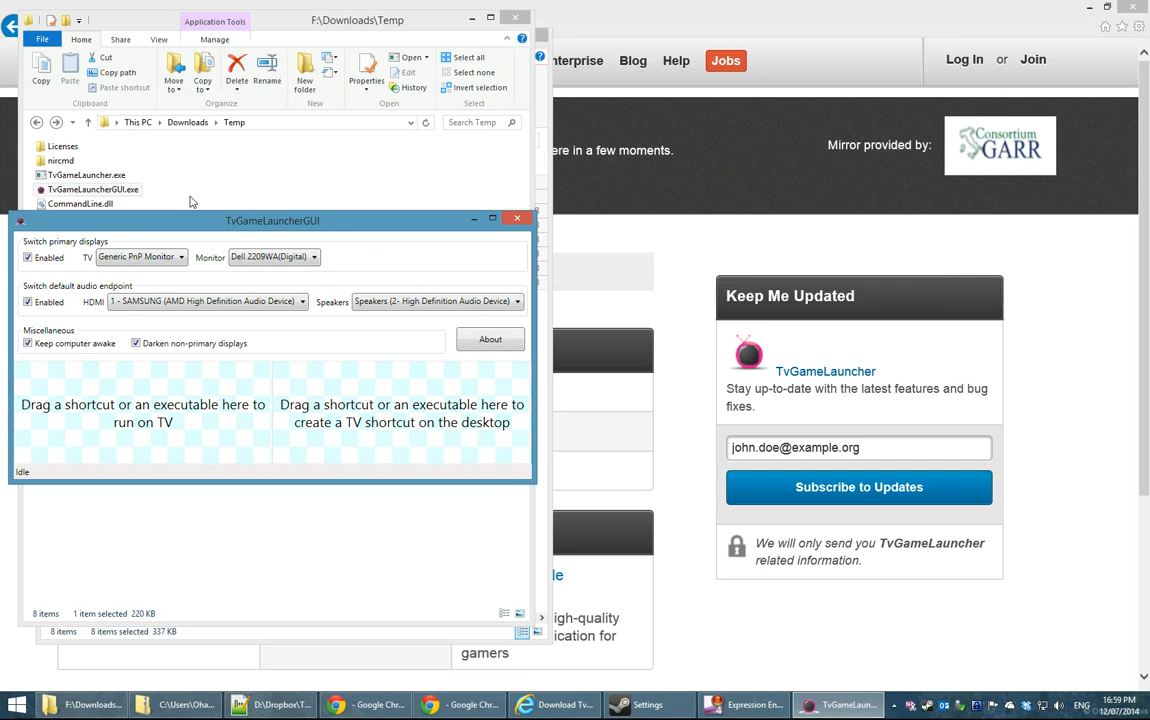 Application Tools
F:\Downloads\Temp
File
Home
Share
View
Manage
Copy
Paste
Cut
Copy path
Paste shortcut
Move to
Copy to
Delete
Rename
New folder
Properties
Open
Edit
History
Select all
Select none
Invert selection
Clipboard
Organize
New
Open
Select
This PC
Downloads
Temp
Search Temp
Licenses
nircmd
TvGameLauncher.exe
TvGameLauncherGUI.exe
CommandLine.dll
TvGameLauncherGUI
Switch primary displays
Enabled TV Generic PnP Monitor Monitor Dell 2209WA(Digital)
Switch default audio endpoint
Enabled HDMI 1 - SAMSUNG (AMD High Definition Audio Device) Speakers Speakers (2- High Definition Audio Device)
Miscellaneous
Keep computer awake Darken non-primary displays
About
Drag a shortcut or an executable here to
run on TV
Drag a shortcut or an executable here to
create a TV shortcut on the desktop
Idle
8 items 1 item selected 220 KB
8 items 8 items selected 337 KB
nterprise Blog Help Jobs
Log In or Join
ere in a few moments.
Mirror provided by:
Consortium
GARR
Keep Me Updated
TvGameLauncher
Stay up-to-date with the latest features and bug
fixes.
john.doe@example.org
Subscribe to Updates
We will only send you TvGameLauncher
related information.
le
igh-quality
ication for
gamers
F:\Downloads...
C:\Users\Oha...
D:\Dropbox\T...
- Google Chr...
- Google Chr...
Download Tv...
Settings
Expression En...
TvGameLaun...
ENG
16:59 PM
12/07/2014